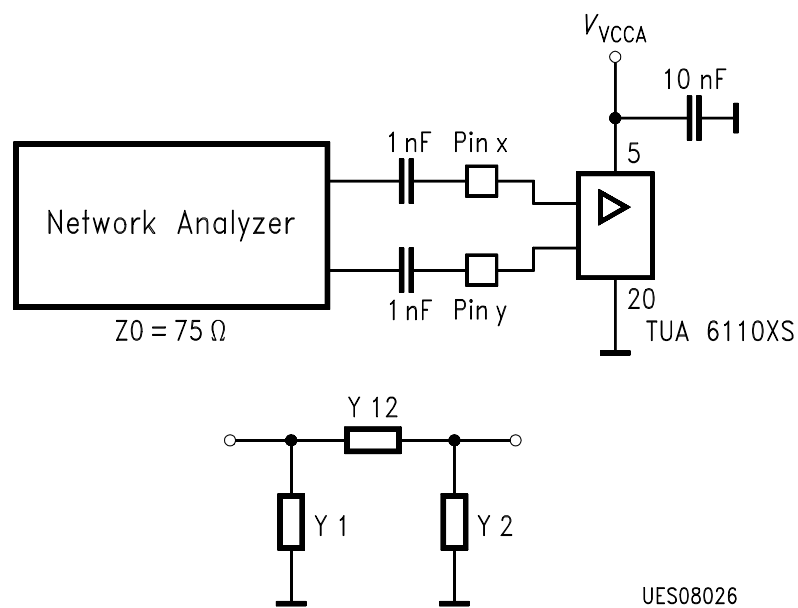 V VCCA
10 nF
1 nF
Pin x
5
Network Analyzer
1 nF
Pin y
20
Z0 = 75 Ω
TUA 6110XS
Y 12
Y 1
Y 2
UES08026